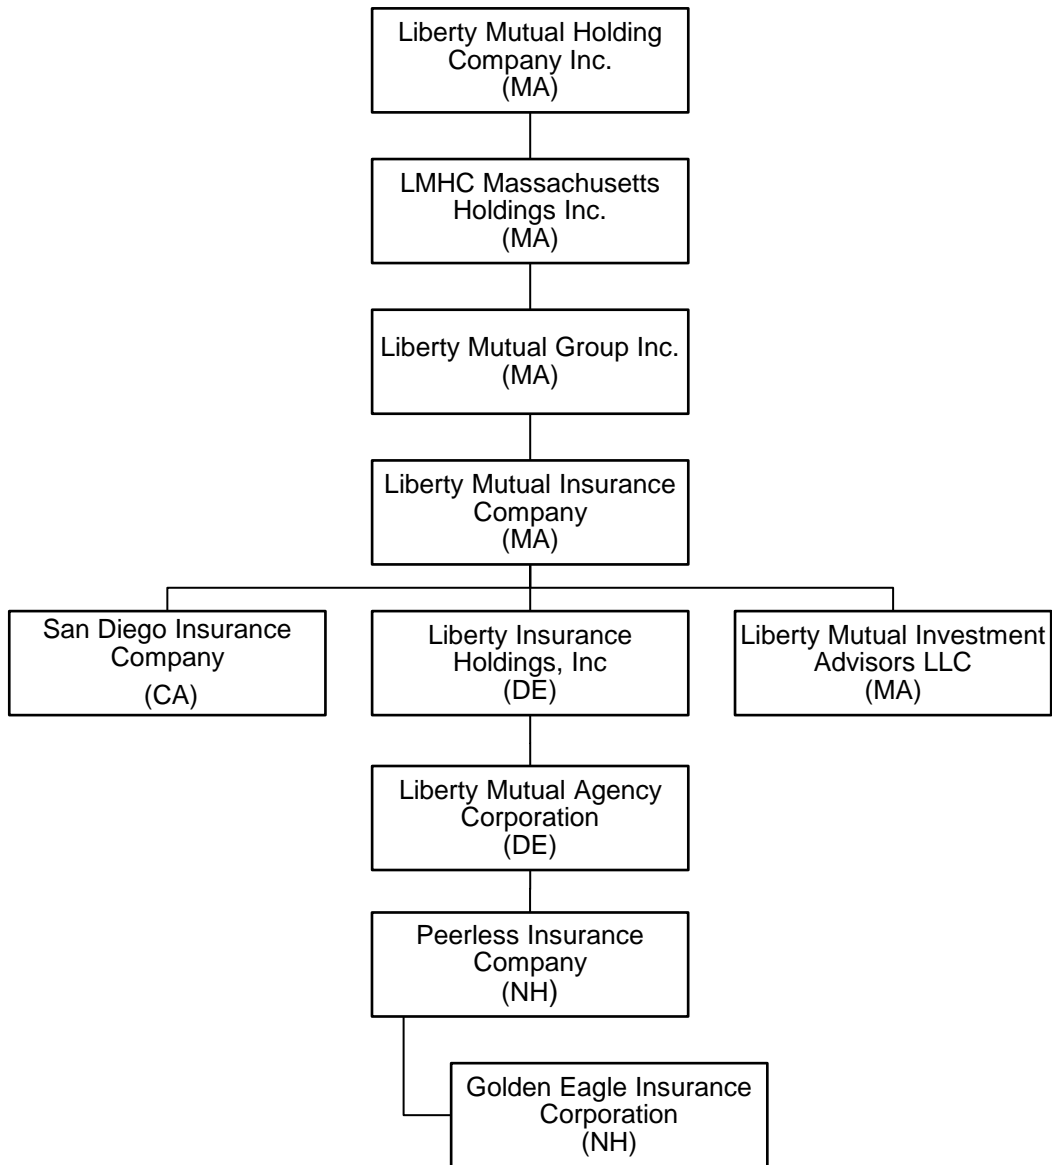 Liberty Mutual Holding
Company Inc.
(MA)
LMHC Massachusetts
Holdings Inc.
(MA)
Liberty Mutual Group Inc.
(MA)
Liberty Mutual Insurance
Company
(MA)
San Diego Insurance
Company
(CA)
Liberty Insurance
Holdings, Inc
(DE)
Liberty Mutual Investment
Advisors LLC
(MA)
Liberty Mutual Agency
Corporation
(DE)
Peerless Insurance
Company
(NH)
Golden Eagle Insurance
Corporation
(NH)